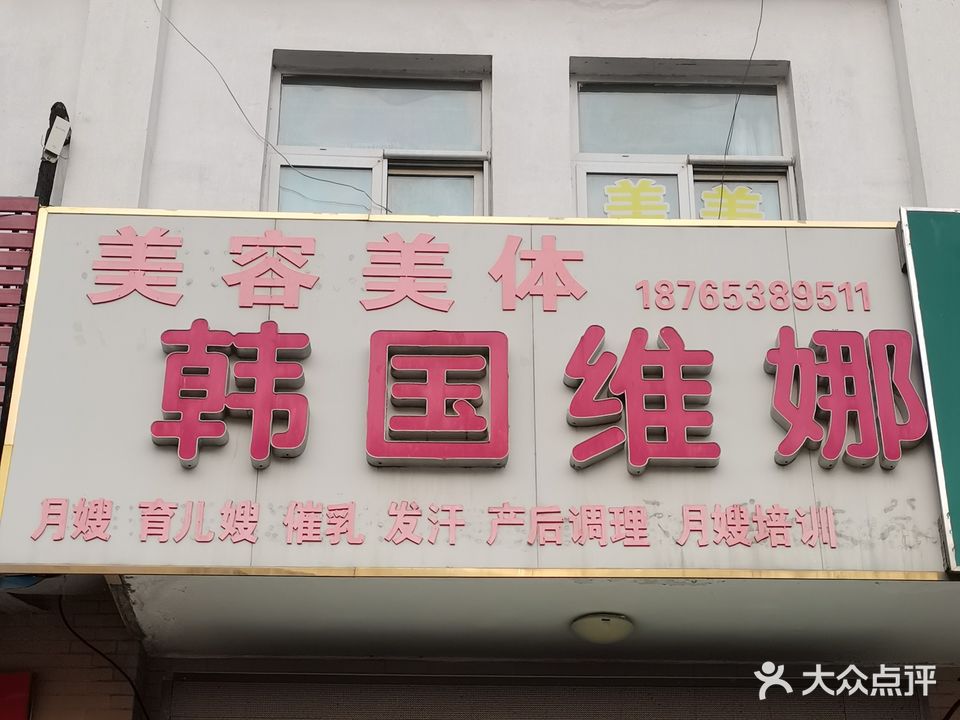 美 美
美容美体 18765389511
韩国维娜
月嫂 育儿嫂 催乳 发汗 产后调理 月嫂培训
大众点评